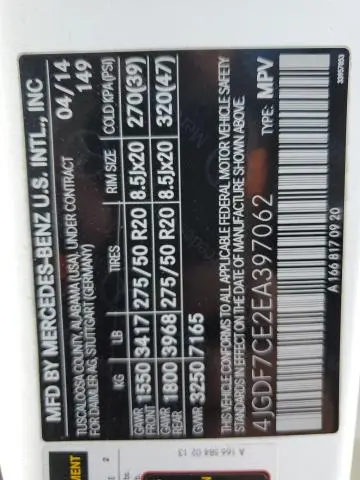 MFD BY MERCEDES-BENZ U.S. INTL., INC
TUSCALOOSA COUNTY, ALABAMA (USA), UNDER CONTRACT
FOR DAIMLER AG, STUTTGART (GERMANY)
04/14
149
KG LB TIRES RIM SIZE COLD KPA(PSI)
GAWR
FRONT 1550 3417 275/50 R20 8.5Jx20 270(39)
GAWR
REAR 1800 3968 275/50 R20 8.5Jx20 320(47)
GVWR 3250 7165
THIS VEHICLE CONFORMS TO ALL APPLICABLE FEDERAL MOTOR VEHICLE SAFETY
STANDARDS IN EFFECT ON THE DATE OF MANUFACTURE SHOWN ABOVE.
4JGDF7CE2EA397062 TYPE: MPV
A 166 817 09 20
A 166 584 02 13
2